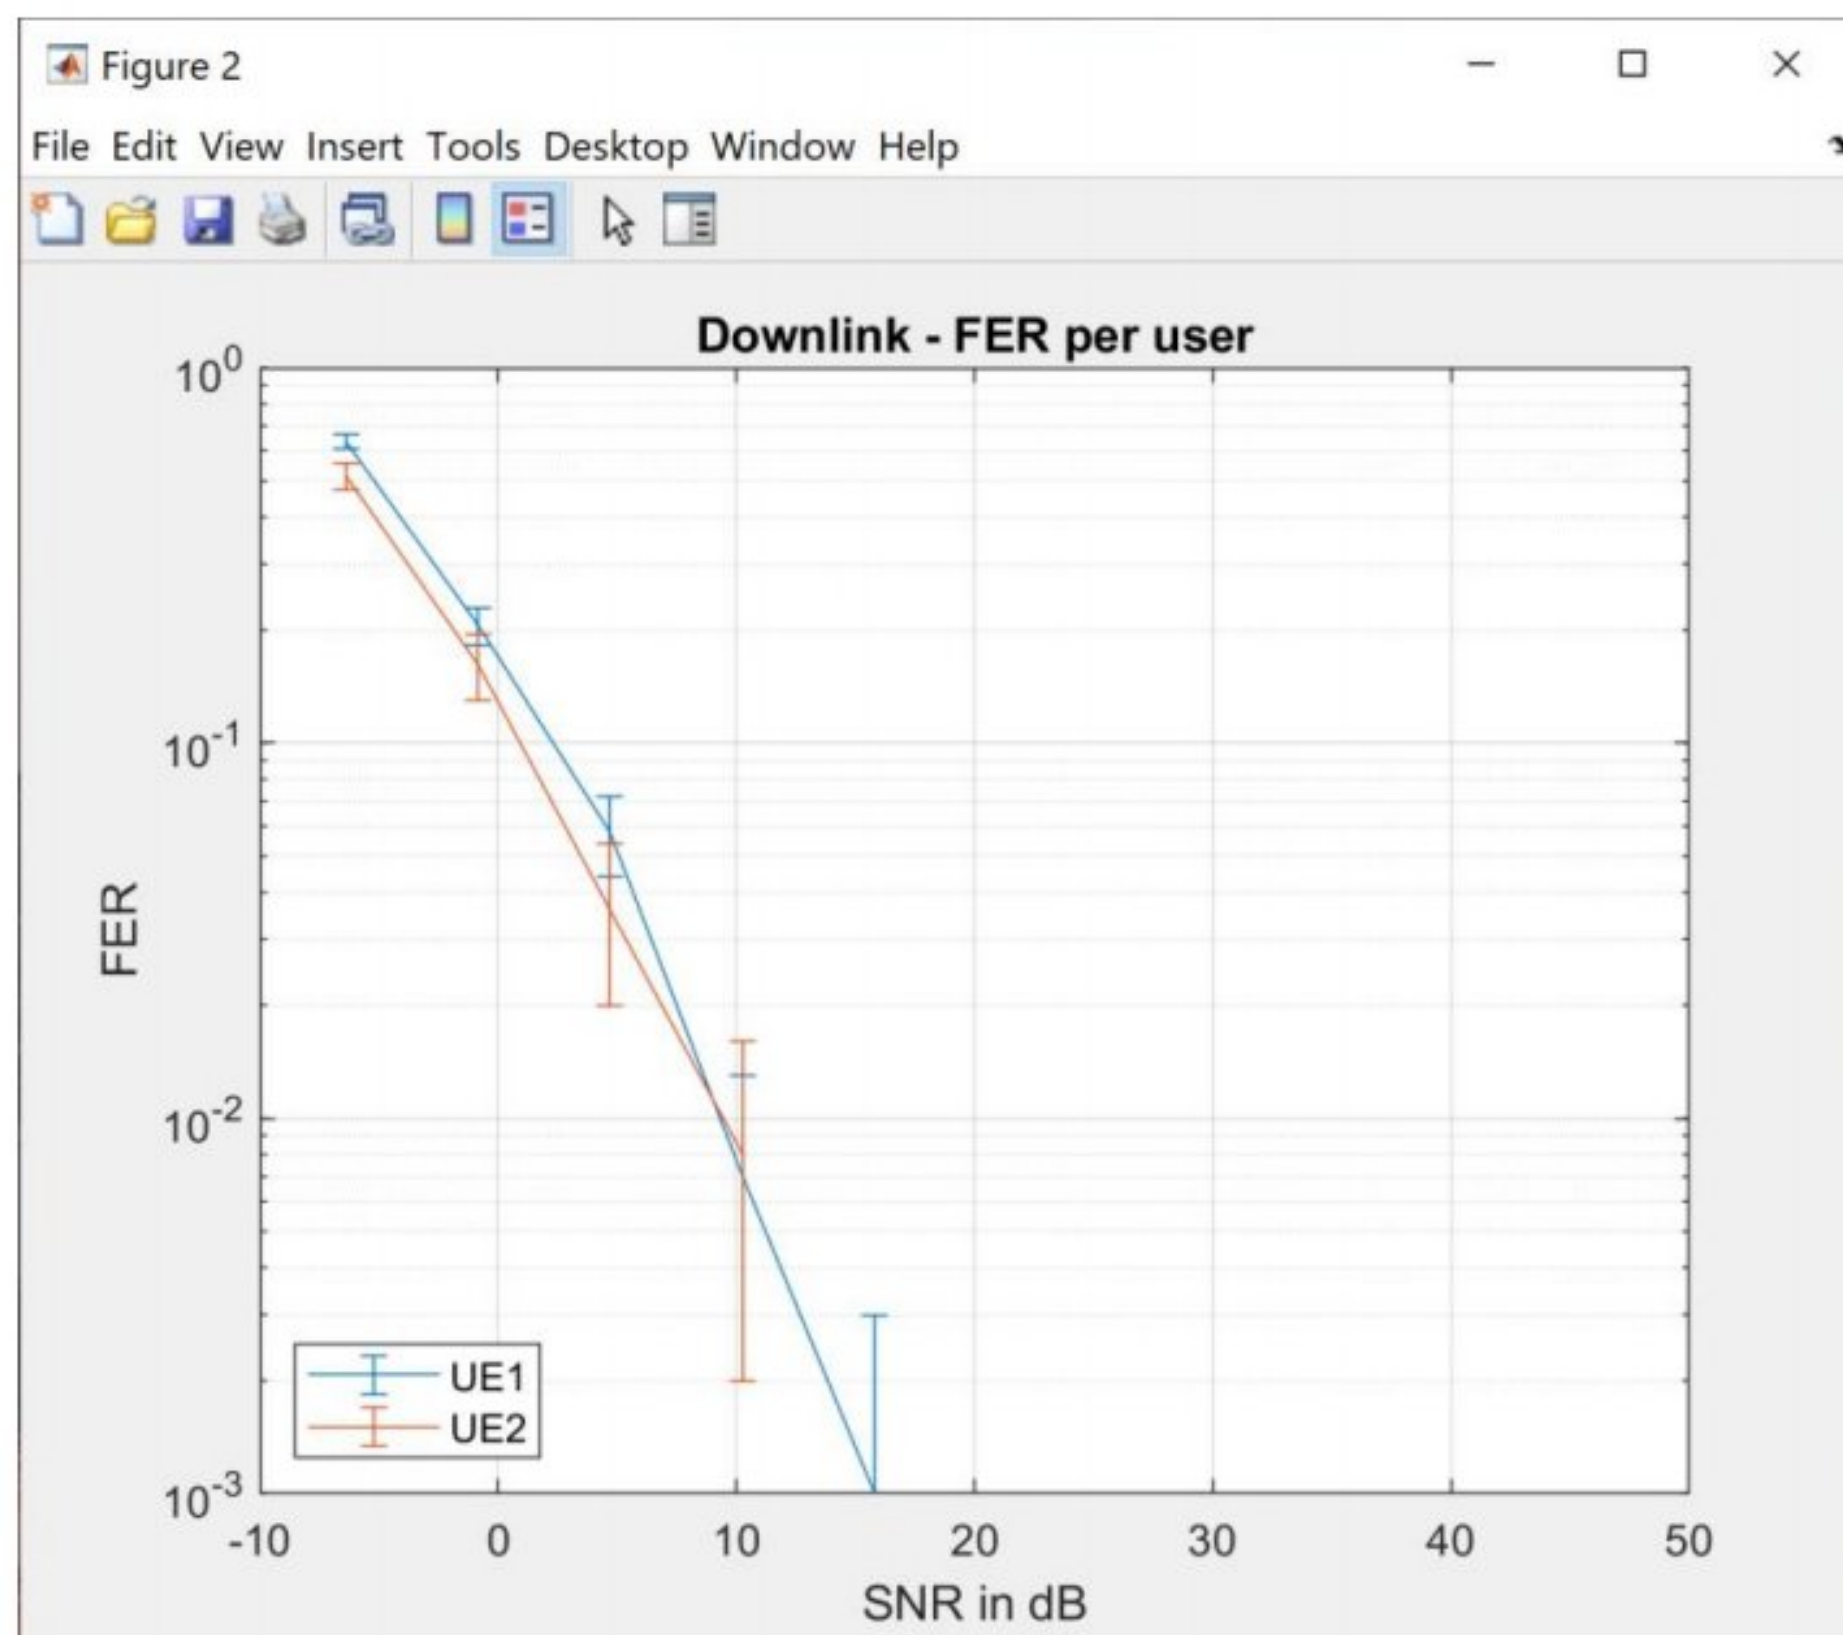 Figure 2
File Edit View Insert Tools Desktop Window Help
Downlink - FER per user
10^0
10^-1
10^-2
10^-3
FER
UE1
UE2
-10 0 10 20 30 40 50
SNR in dB